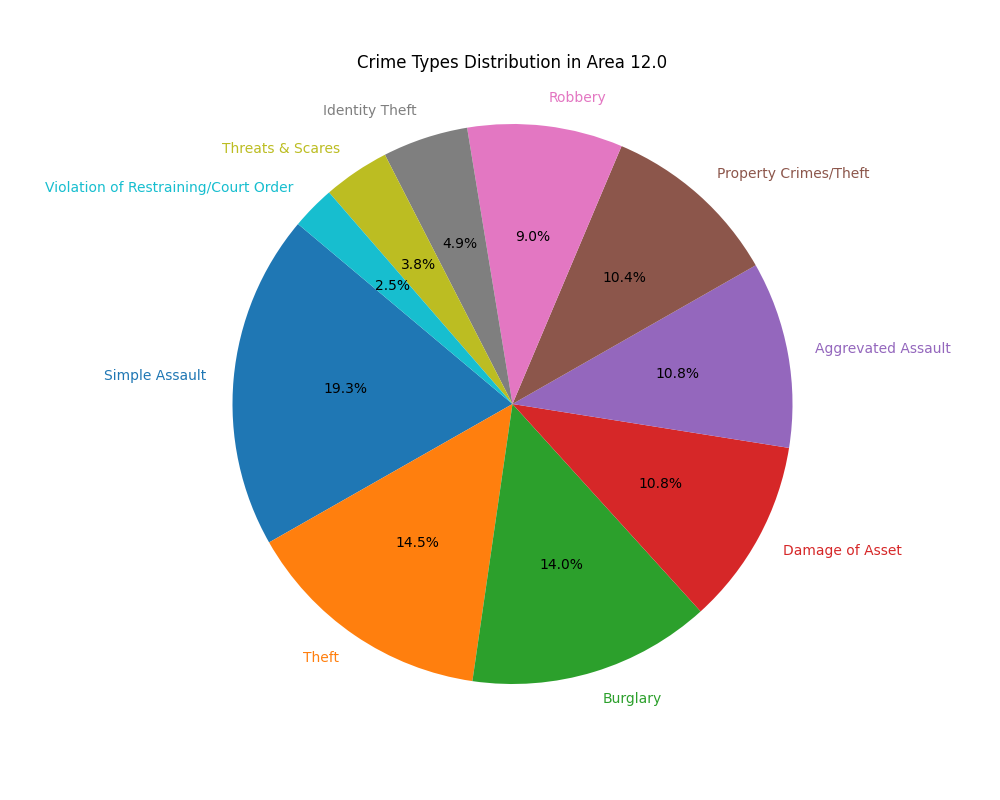 Crime Types Distribution in Area 12.0
Robbery
Identity Theft
Threats & Scares
Property Crimes/Theft
Violation of Restraining/Court Order
9.0%
4.9%
3.8%
10.4%
2.5%
Aggrevated Assault
Simple Assault
10.8%
19.3%
10.8%
14.5%
Damage of Asset
14.0%
Theft
Burglary